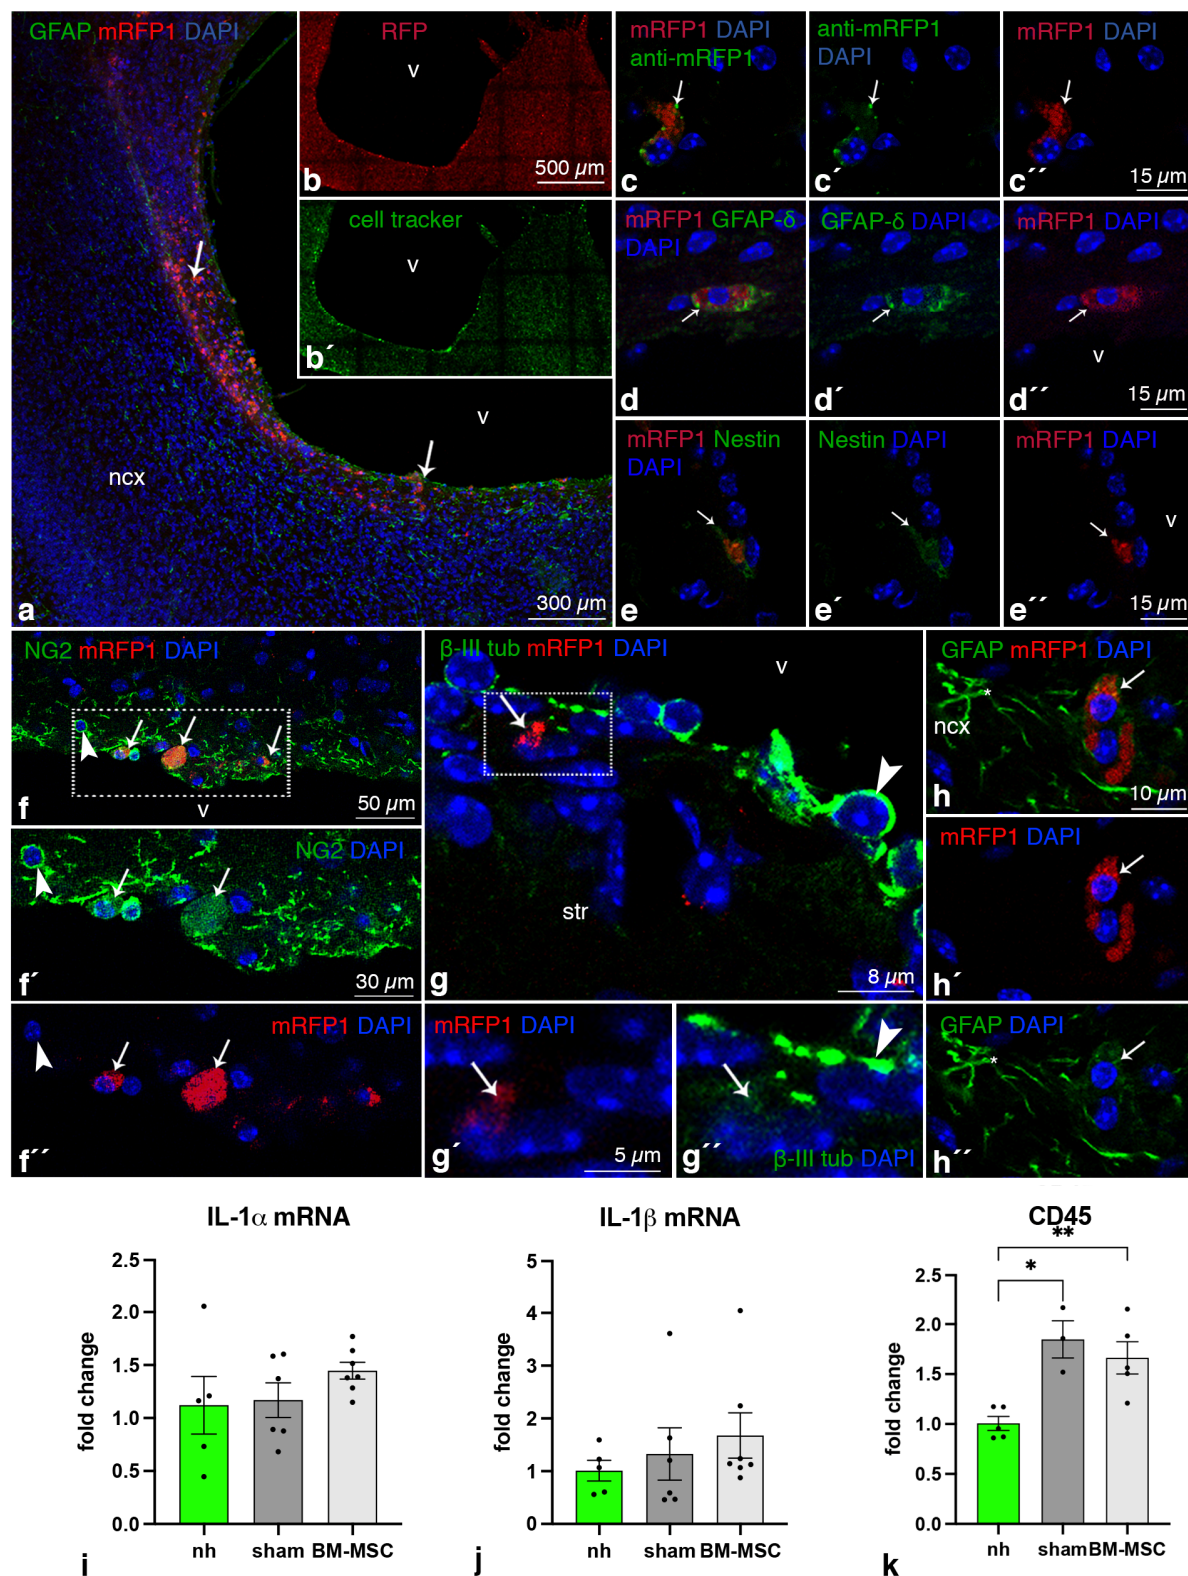 GFAP mRFP1 DAPI
ncx
v
a
300 µm
RFP
v
b
500 µm
cell tracker
v
b´
mRFP1 DAPI
anti-mRFP1
c
anti-mRFP1
DAPI
c´
mRFP1 DAPI
c´´
15 µm
mRFP1 GFAP-δ
DAPI
d
GFAP-δ DAPI
d´
mRFP1 DAPI
v
d´´
15 µm
mRFP1 Nestin
DAPI
e
Nestin DAPI
e´
mRFP1 DAPI
v
e´´
15 µm
NG2 mRFP1 DAPI
f
v
50 µm
NG2 DAPI
f´
30 µm
mRFP1 DAPI
f´´
β-III tub mRFP1 DAPI
v
str
g
8 µm
mRFP1 DAPI
g´
5 µm
g´´
β-III tub DAPI
GFAP mRFP1 DAPI
*
ncx
h
10 µm
mRFP1 DAPI
h´
GFAP DAPI
*
h´´
IL-1α mRNA
fold change
2.5
2.0
1.5
1.0
0.5
0.0
nh sham BM-MSC
i
IL-1β mRNA
fold change
5
4
3
2
1
0
nh sham BM-MSC
j
CD45
**
*
fold change
2.5
2.0
1.5
1.0
0.5
0.0
nh sham BM-MSC
k